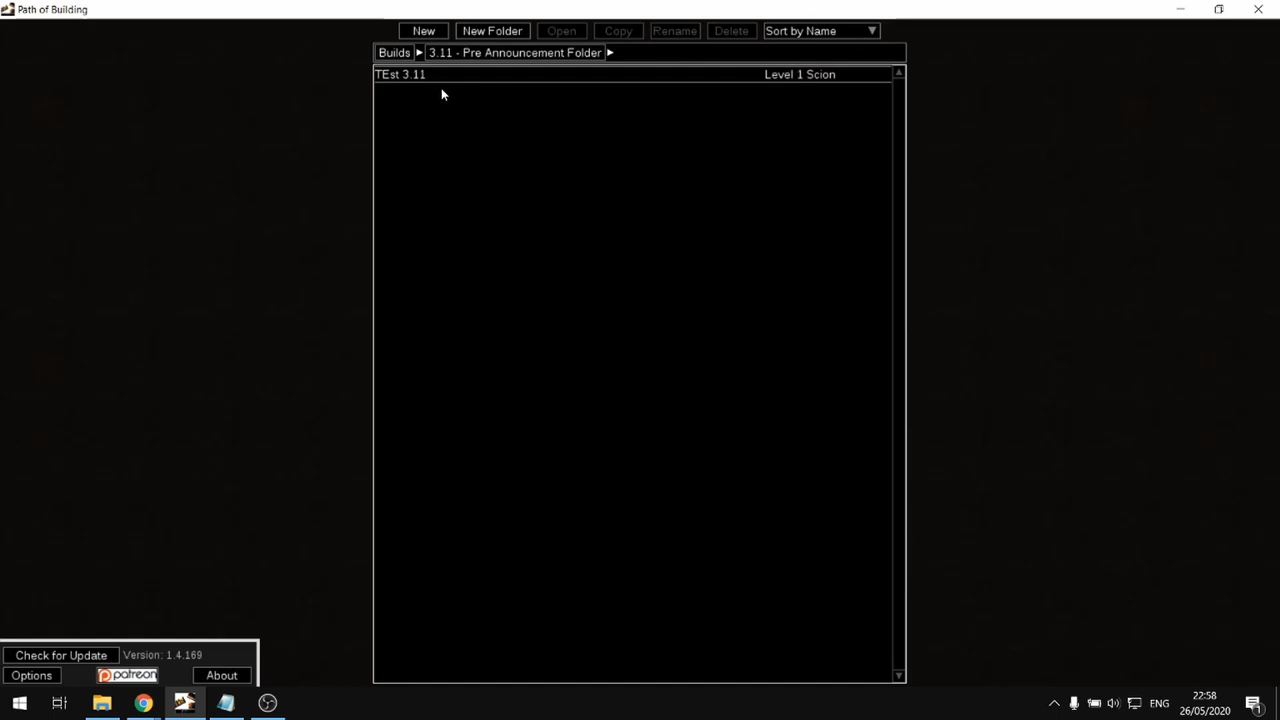 Path of Building
New New Folder Open Copy Rename Delete Sort by Name
Builds 3.11 - Pre Announcement Folder
TEst 3.11 Level 1 Scion
Check for Update Version: 1.4.169
Options patreon About
ENG 22:58
26/05/2020
1